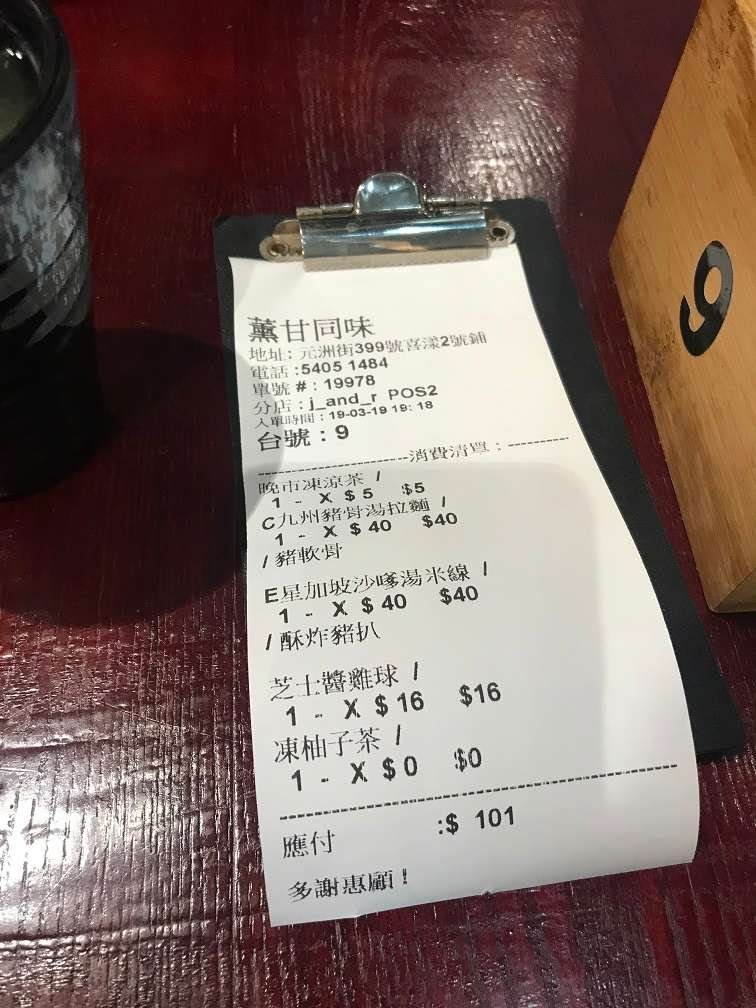 薰甘同味
地址: 元洲街399號喜漾2號鋪
電話:5405 1484
單號 #: 19978
分店: j_and_r POS2
入單時間: 19-03-19 19: 18
台號: 9
--------------------消費清單: ----------
晚市凍涼茶 /
1 - X $5 $5
C九州豬骨湯拉麵 /
1 - X $40 $40
/豬軟骨
E星加坡沙嗲湯米線 /
1 - X $40 $40
/酥炸豬扒
芝士醬雞球 /
1 - X $16 $16
凍柚子茶 /
1 - X $0 $0
----------------------------------------
應付 :$ 101
多謝惠顧!
9